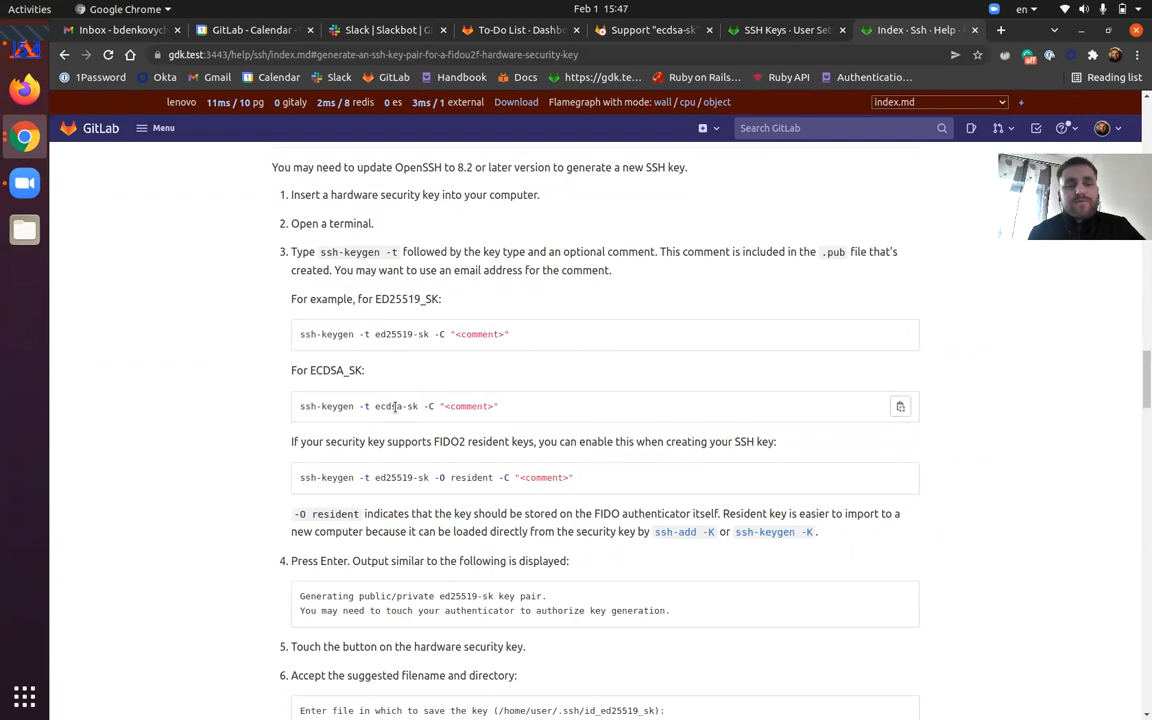 Activities Google Chrome Feb 1 15:47 en
Inbox - bdenkovych GitLab - Calendar - Slack | Slackbot | G To-Do List · Dashbo Support "ecdsa-sk" SSH Keys · User Set Index · Ssh · Help ·
gdk.test:3443/help/ssh/index.md#generate-an-ssh-key-pair-for-a-fidou2f-hardware-security-key
1Password Okta Gmail Calendar Slack GitLab Handbook Docs https://gdk.te... Ruby on Rails... Ruby API Authenticatio... Reading list
lenovo 11ms / 10 pg 0 gitaly 2ms / 8 redis 0 es 3ms / 1 external Download Flamegraph with mode: wall / cpu / object index.md +
GitLab Menu Search GitLab
You may need to update OpenSSH to 8.2 or later version to generate a new SSH key.
1. Insert a hardware security key into your computer.
2. Open a terminal.
3. Type ssh-keygen -t followed by the key type and an optional comment. This comment is included in the .pub file that's
created. You may want to use an email address for the comment.
For example, for ED25519_SK:
ssh-keygen -t ed25519-sk -C "<comment>"
For ECDSA_SK:
ssh-keygen -t ecdsa-sk -C "<comment>"
If your security key supports FIDO2 resident keys, you can enable this when creating your SSH key:
ssh-keygen -t ed25519-sk -O resident -C "<comment>"
-O resident indicates that the key should be stored on the FIDO authenticator itself. Resident key is easier to import to a
new computer because it can be loaded directly from the security key by ssh-add -K or ssh-keygen -K.
4. Press Enter. Output similar to the following is displayed:
Generating public/private ed25519-sk key pair.
You may need to touch your authenticator to authorize key generation.
5. Touch the button on the hardware security key.
6. Accept the suggested filename and directory:
Enter file in which to save the key (/home/user/.ssh/id_ed25519_sk):